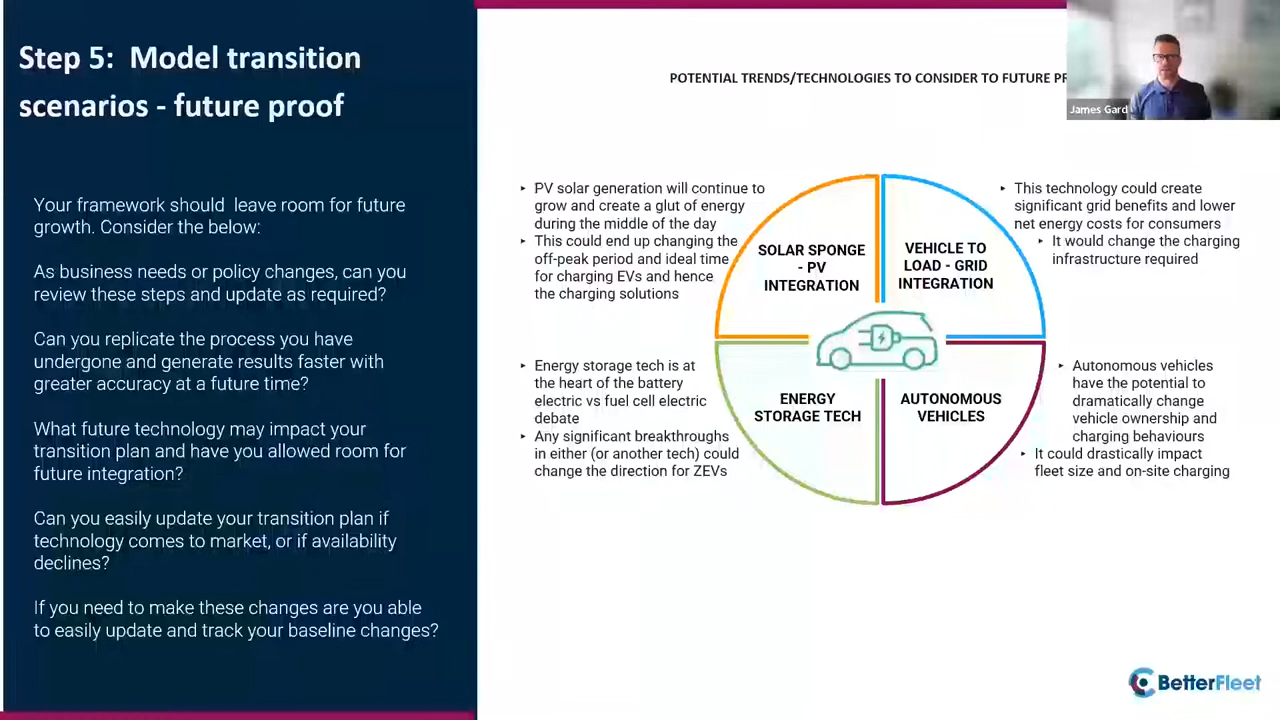 Step 5:  Model transition
scenarios - future proof
Your framework should  leave room for future
growth. Consider the below:
As business needs or policy changes, can you
review these steps and update as required?
Can you replicate the process you have
undergone and generate results faster with
greater accuracy at a future time?
What future technology may impact your
transition plan and have you allowed room for
future integration?
Can you easily update your transition plan if
technology comes to market, or if availability
declines?
If you need to make these changes are you able
to easily update and track your baseline changes?
POTENTIAL TRENDS/TECHNOLOGIES TO CONSIDER TO FUTURE
James Gard
‣ PV solar generation will continue to
grow and create a glut of energy
during the middle of the day
‣ This could end up changing the
off-peak period and ideal time
for charging EVs and hence
the charging solutions
SOLAR SPONGE
- PV
INTEGRATION
VEHICLE TO
LOAD - GRID
INTEGRATION
‣ This technology could create
significant grid benefits and lower
net energy costs for consumers
‣ It would change the charging
infrastructure required
‣ Energy storage tech is at
the heart of the battery
electric vs fuel cell electric
debate
‣ Any significant breakthroughs
in either (or another tech) could
change the direction for ZEVs
ENERGY
STORAGE TECH
AUTONOMOUS
VEHICLES
‣ Autonomous vehicles
have the potential to
dramatically change
vehicle ownership and
charging behaviours
‣ It could drastically impact
fleet size and on-site charging
BetterFleet